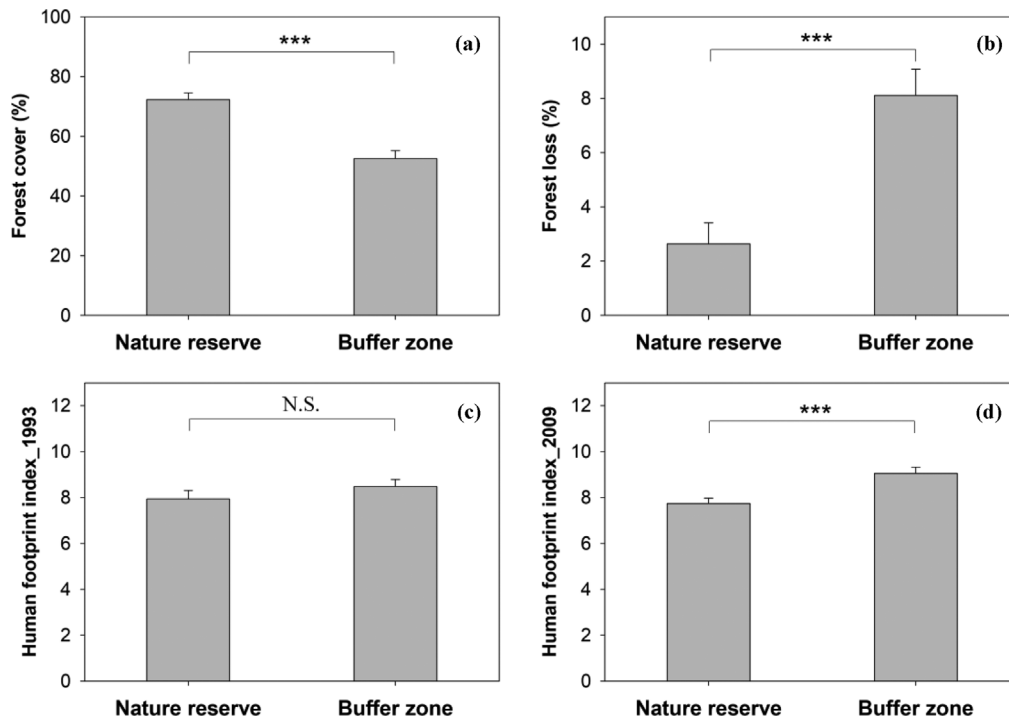 (a)
***
Forest cover (%)
100
80
60
40
20
0
Nature reserve
Buffer zone
(b)
***
Forest loss (%)
10
8
6
4
2
0
Nature reserve
Buffer zone
(c)
N.S.
Human footprint index_1993
12
10
8
6
4
2
0
Nature reserve
Buffer zone
(d)
***
Human footprint index_2009
12
10
8
6
4
2
0
Nature reserve
Buffer zone